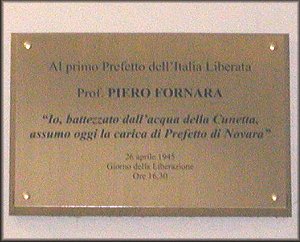 Al primo Prefetto dell'Italia Liberata
Prof. PIERO FORNARA
"Io, battezzato dall'acqua della Cunetta,
assumo oggi la carica di Prefetto di Novara"
26 aprile 1945
Giorno della Liberazione
Ore 16,30